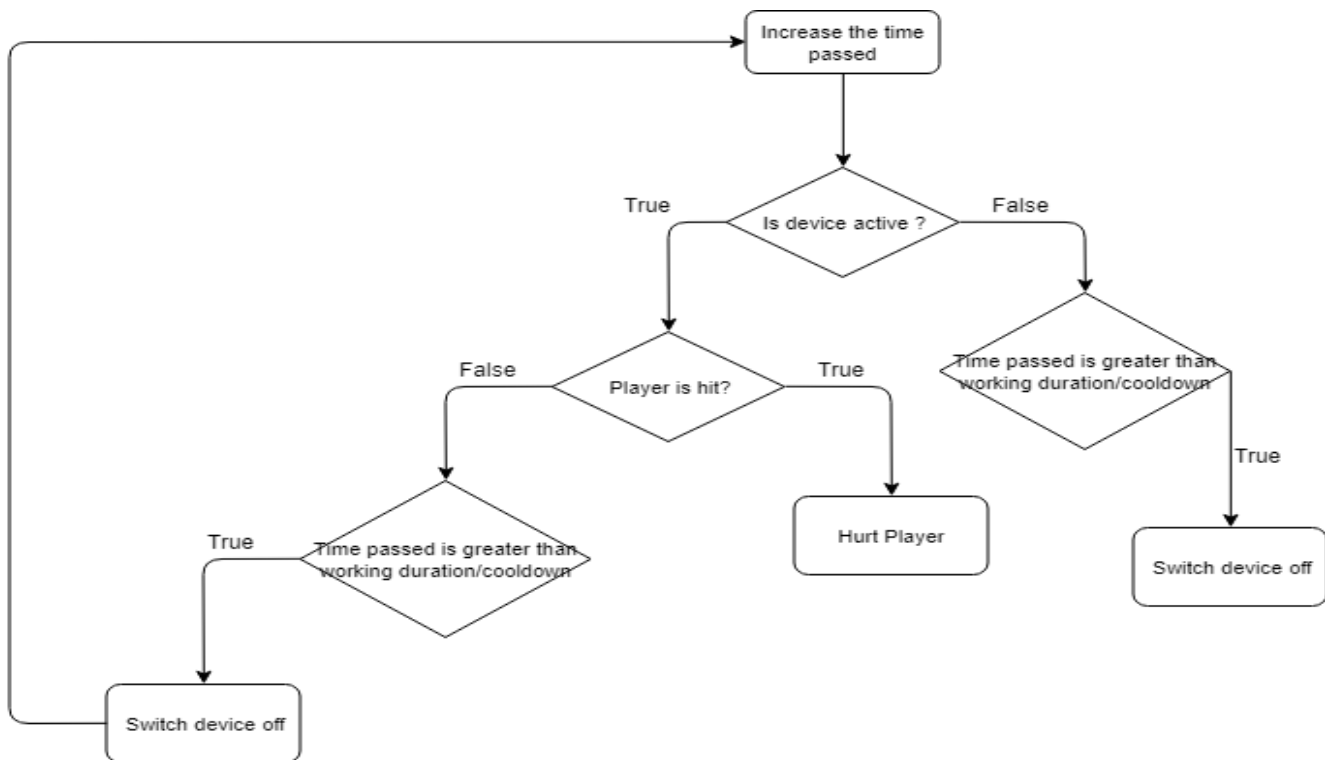 Increase the time
passed
True
Is device active ?
False
False
Player is hit?
True
Time passed is greater than
working duration/cooldown
True
Hurt Player
True
Time passed is greater than
working duration/cooldown
Switch device off
Switch device off